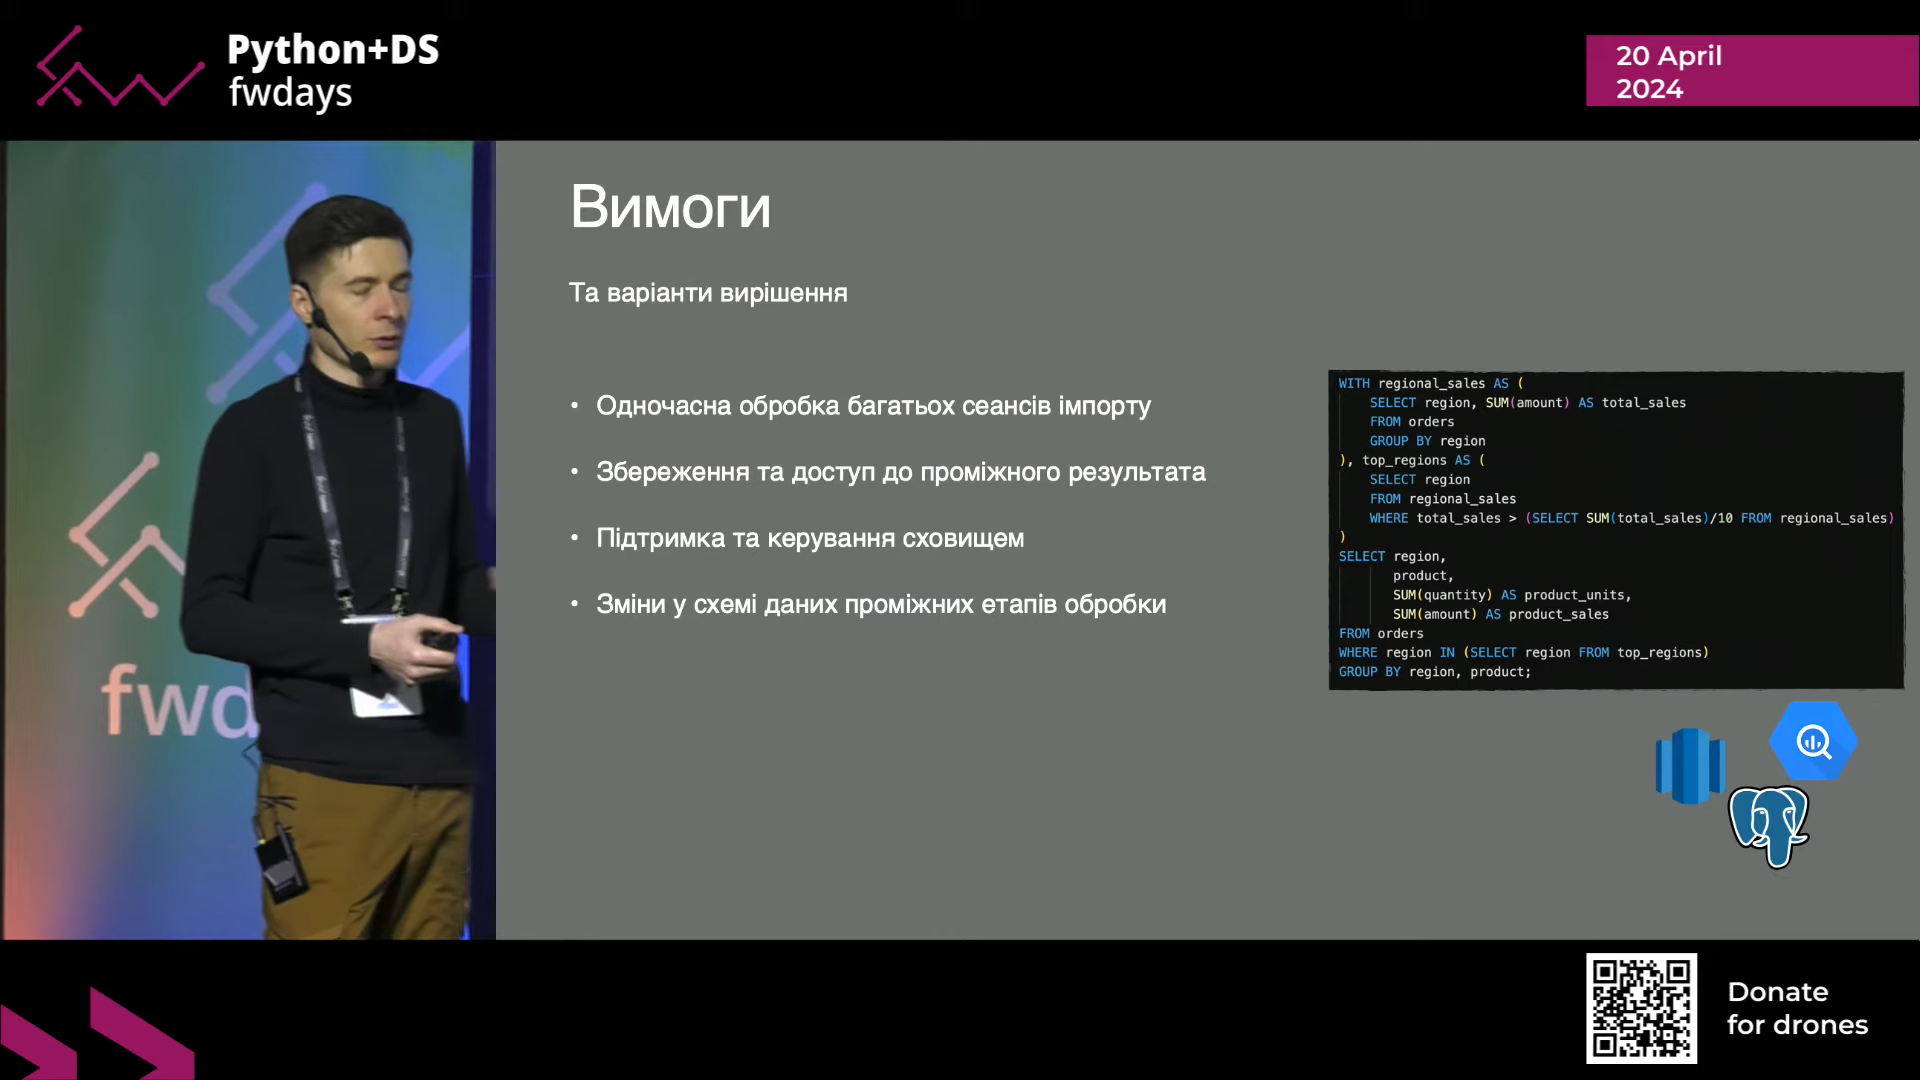 Python+DS
fwdays
20 April
2024
Вимоги
Та варіанти вирішення
• Одночасна обробка багатьох сеансів імпорту
• Збереження та доступ до проміжного результата
• Підтримка та керування сховищем
• Зміни у схемі даних проміжних етапів обробки
WITH regional_sales AS (
SELECT region, SUM(amount) AS total_sales
FROM orders
GROUP BY region
), top_regions AS (
SELECT region
FROM regional_sales
WHERE total_sales > (SELECT SUM(total_sales)/10 FROM regional_sales)
)
SELECT region,
product,
SUM(quantity) AS product_units,
SUM(amount) AS product_sales
FROM orders
WHERE region IN (SELECT region FROM top_regions)
GROUP BY region, product;
fwd
Donate
for drones